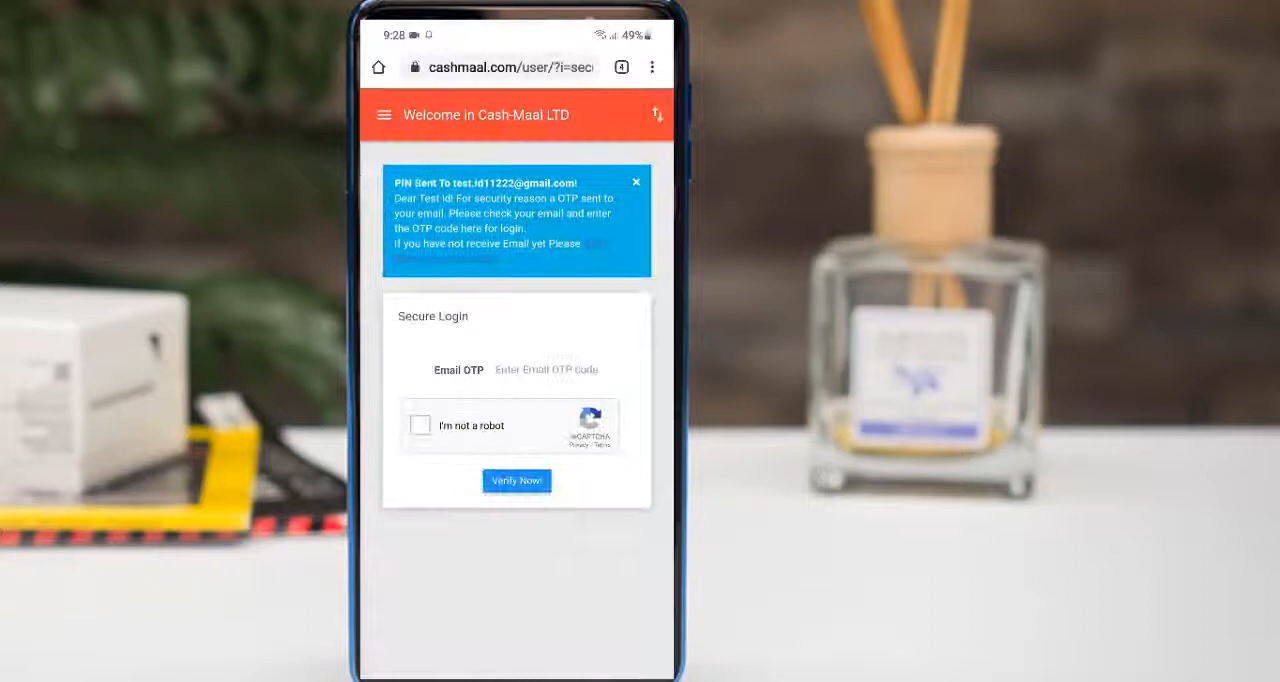 9:28
49%
cashmaal.com/user/?i=sec
4
Welcome in Cash-Maal LTD
PIN Sent To test.id11222@gmail.com!
Dear Test Id! For security reason a OTP sent to
your email. Please check your email and enter
the OTP code here for login.
If you have not receive Email yet Please
Secure Login
Email OTP Enter Email OTP code
I'm not a robot
reCAPTCHA
Privacy - Terms
Verify Now!